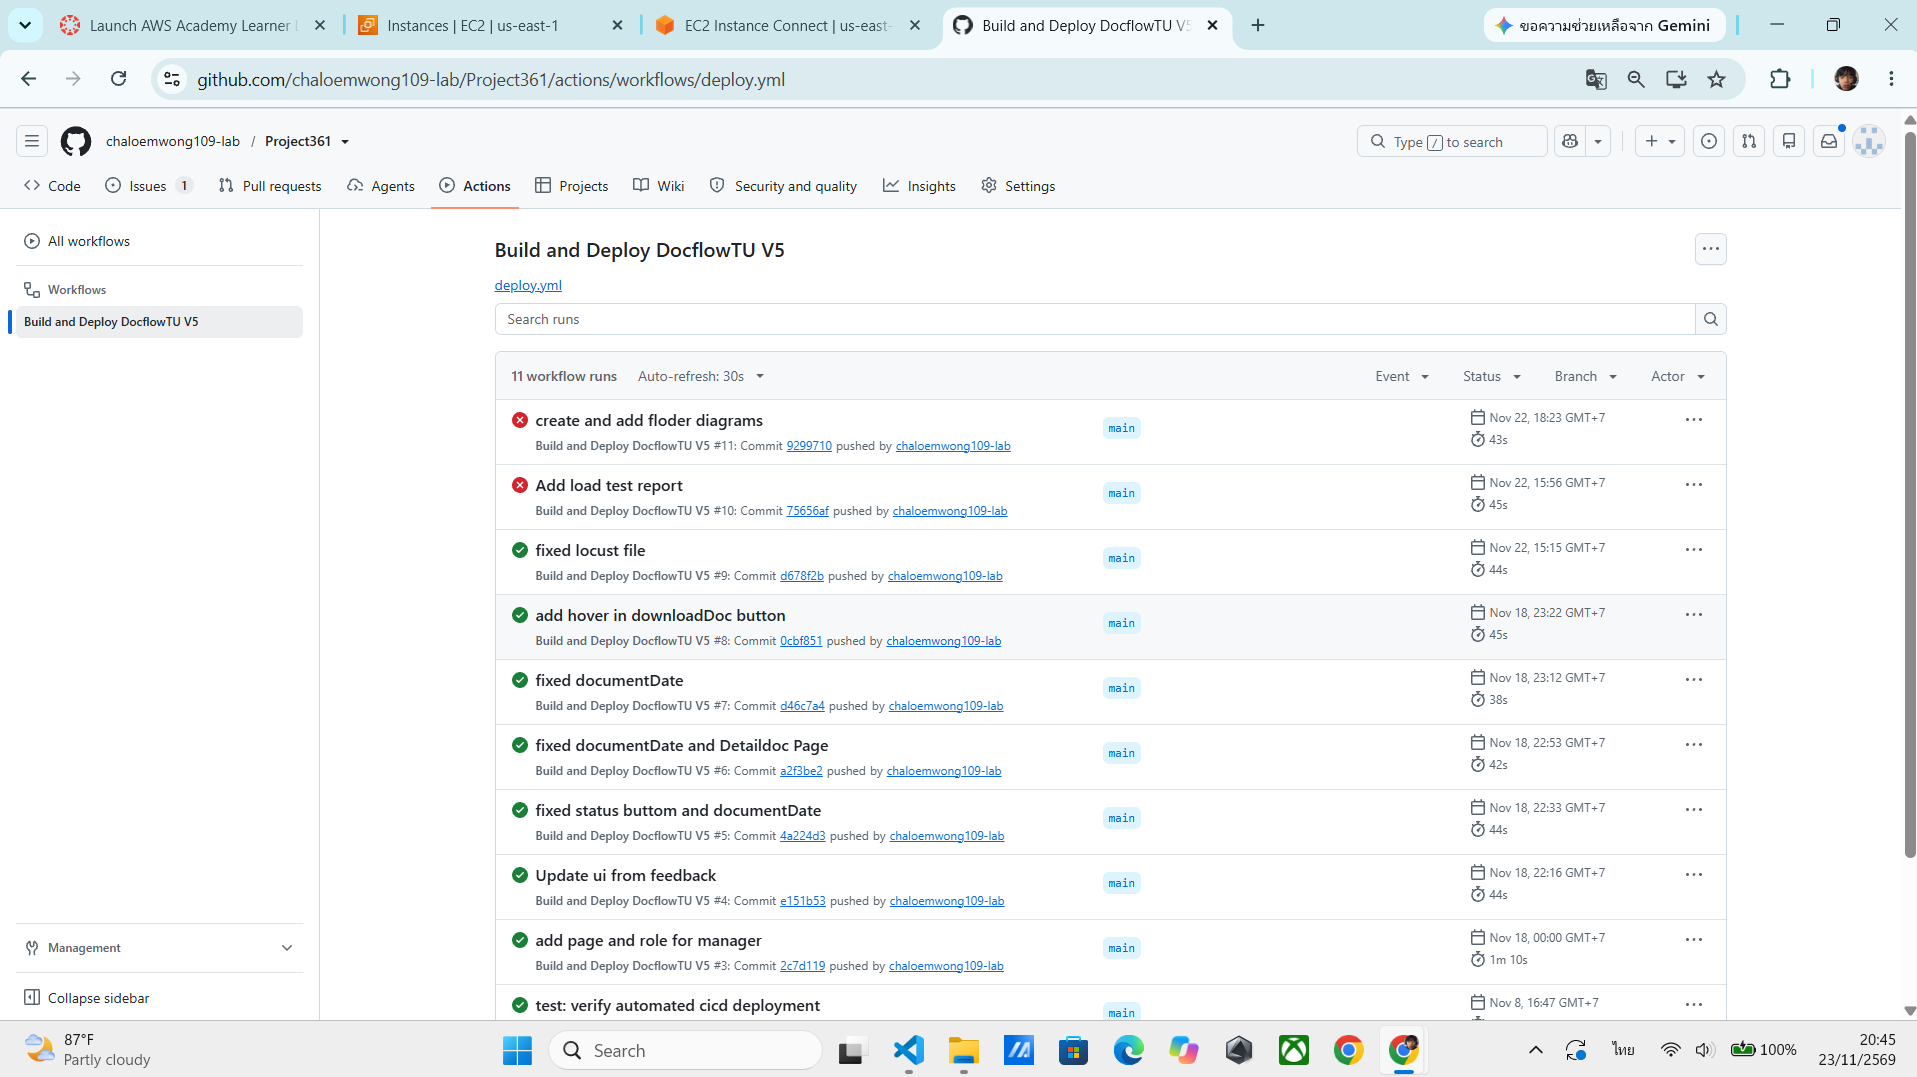 Launch AWS Academy Learner L
Instances | EC2 | us-east-1
EC2 Instance Connect | us-east-
Build and Deploy DocflowTU V5
ขอความช่วยเหลือจาก Gemini
github.com/chaloemwong109-lab/Project361/actions/workflows/deploy.yml
chaloemwong109-lab / Project361
Type / to search
Code
Issues 1
Pull requests
Agents
Actions
Projects
Wiki
Security and quality
Insights
Settings
All workflows
Workflows
Build and Deploy DocflowTU V5
Management
Collapse sidebar
Build and Deploy DocflowTU V5
deploy.yml
Search runs
11 workflow runs Auto-refresh: 30s Event Status Branch Actor
create and add floder diagrams
Build and Deploy DocflowTU V5 #11: Commit 9299710 pushed by chaloemwong109-lab
main
Nov 22, 18:23 GMT+7
43s
Add load test report
Build and Deploy DocflowTU V5 #10: Commit 75656af pushed by chaloemwong109-lab
main
Nov 22, 15:56 GMT+7
45s
fixed locust file
Build and Deploy DocflowTU V5 #9: Commit d678f2b pushed by chaloemwong109-lab
main
Nov 22, 15:15 GMT+7
44s
add hover in downloadDoc button
Build and Deploy DocflowTU V5 #8: Commit 0cbf851 pushed by chaloemwong109-lab
main
Nov 18, 23:22 GMT+7
45s
fixed documentDate
Build and Deploy DocflowTU V5 #7: Commit d46c7a4 pushed by chaloemwong109-lab
main
Nov 18, 23:12 GMT+7
38s
fixed documentDate and Detaildoc Page
Build and Deploy DocflowTU V5 #6: Commit a2f3be2 pushed by chaloemwong109-lab
main
Nov 18, 22:53 GMT+7
42s
fixed status buttom and documentDate
Build and Deploy DocflowTU V5 #5: Commit 4a224d3 pushed by chaloemwong109-lab
main
Nov 18, 22:33 GMT+7
44s
Update ui from feedback
Build and Deploy DocflowTU V5 #4: Commit e151b53 pushed by chaloemwong109-lab
main
Nov 18, 22:16 GMT+7
44s
add page and role for manager
Build and Deploy DocflowTU V5 #3: Commit 2c7d119 pushed by chaloemwong109-lab
main
Nov 18, 00:00 GMT+7
1m 10s
test: verify automated cicd deployment
main
Nov 8, 16:47 GMT+7
87°F
Partly cloudy
Search
ไทย
100%
20:45
23/11/2569